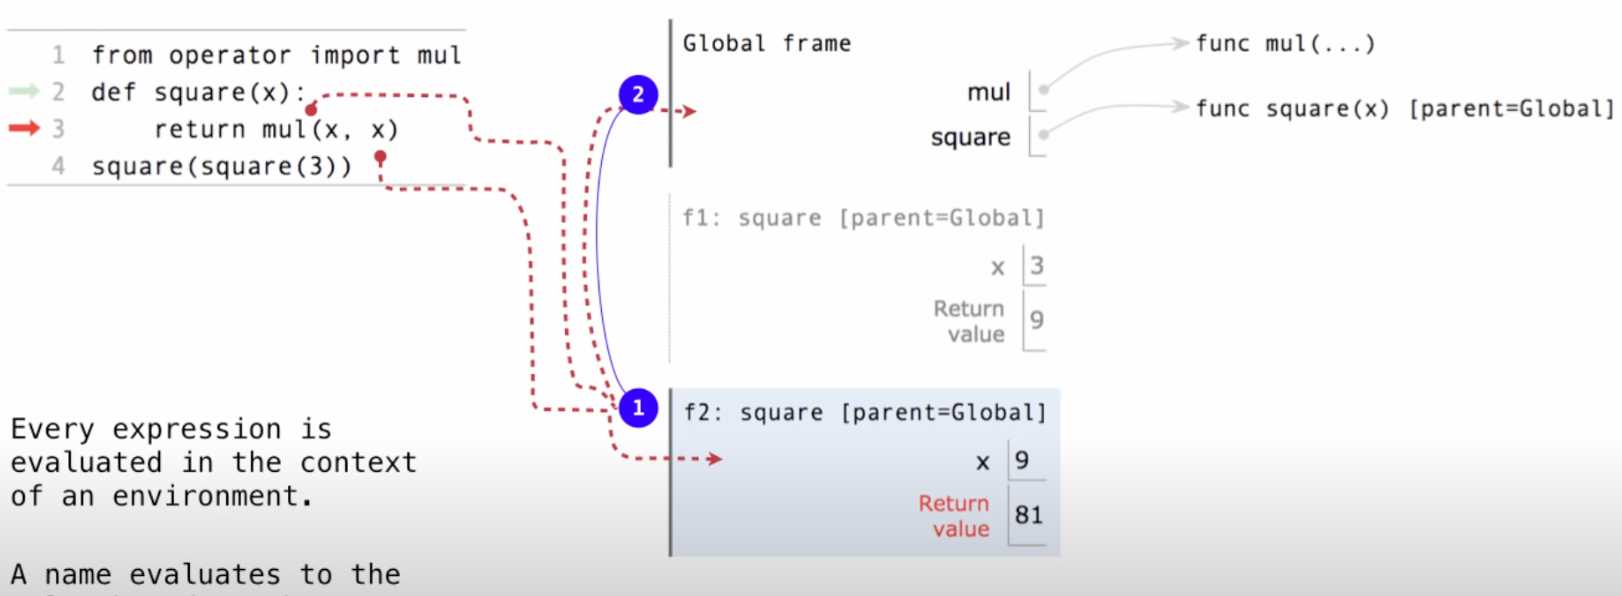 1 from operator import mul
2 def square(x):
3 return mul(x, x)
4 square(square(3))
Every expression is
evaluated in the context
of an environment.
A name evaluates to the
2
1
Global frame
mul
square
func mul(...)
func square(x) [parent=Global]
f1: square [parent=Global]
x 3
Return
value 9
f2: square [parent=Global]
x 9
Return
value 81